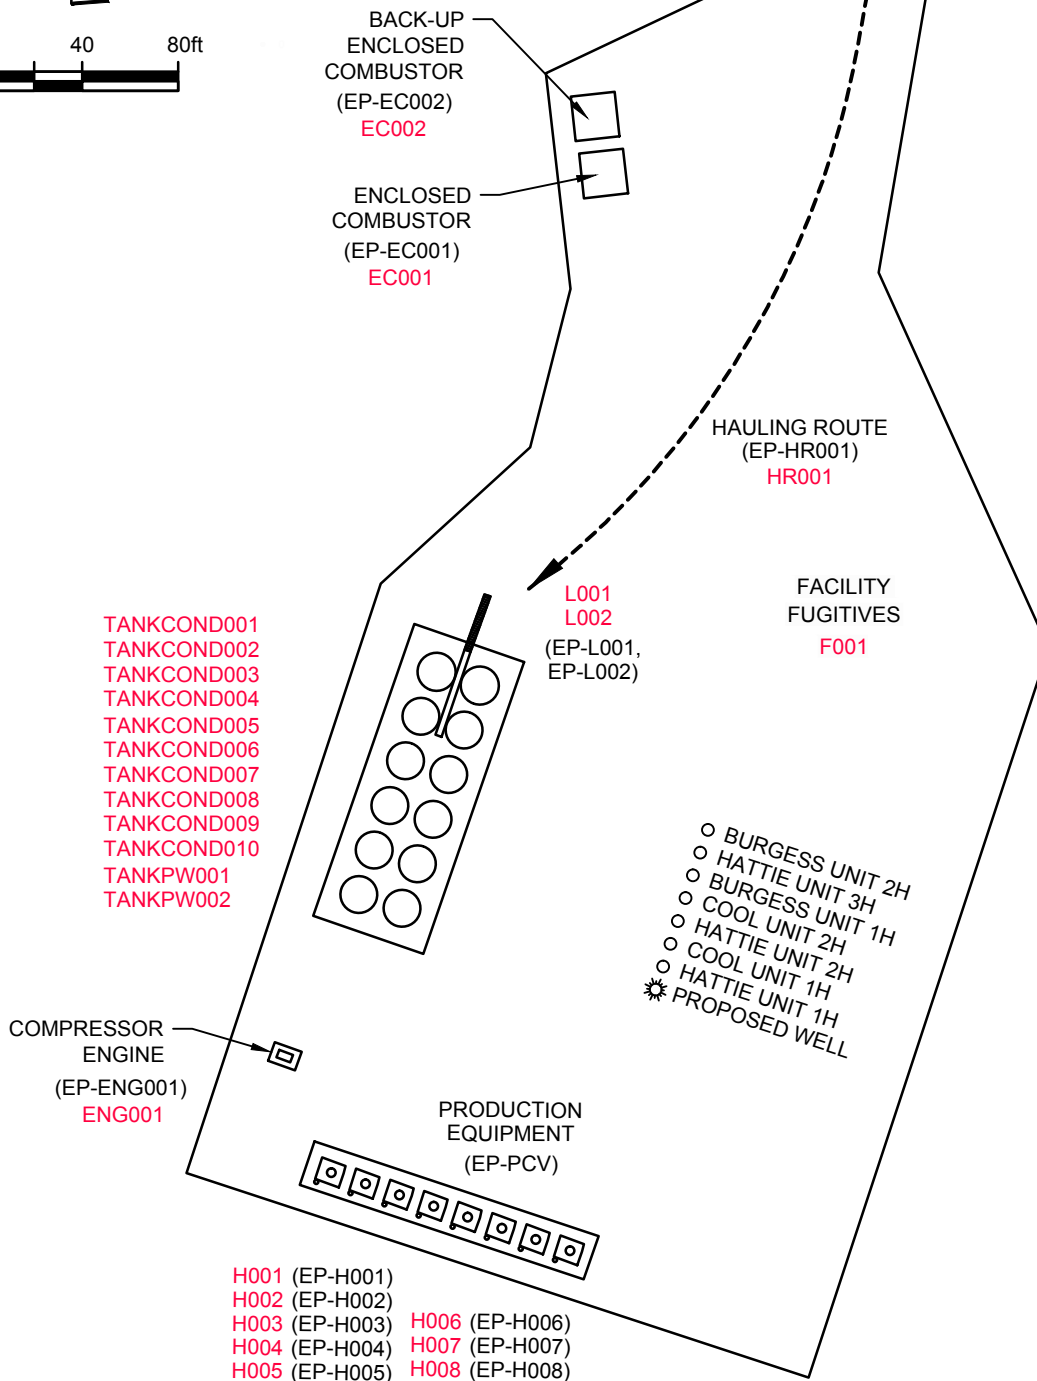 40 80ft
BACK-UP
ENCLOSED
COMBUSTOR
(EP-EC002)
EC002
ENCLOSED
COMBUSTOR
(EP-EC001)
EC001
HAULING ROUTE
(EP-HR001)
HR001
L001
L002
(EP-L001,
EP-L002)
FACILITY
FUGITIVES
F001
TANKCOND001
TANKCOND002
TANKCOND003
TANKCOND004
TANKCOND005
TANKCOND006
TANKCOND007
TANKCOND008
TANKCOND009
TANKCOND010
TANKPW001
TANKPW002
BURGESS UNIT 2H
HATTIE UNIT 3H
BURGESS UNIT 1H
COOL UNIT 2H
HATTIE UNIT 2H
COOL UNIT 1H
HATTIE UNIT 1H
PROPOSED WELL
COMPRESSOR
ENGINE
(EP-ENG001)
ENG001
PRODUCTION
EQUIPMENT
(EP-PCV)
H001 (EP-H001)
H002 (EP-H002)
H003 (EP-H003)
H004 (EP-H004)
H005 (EP-H005)
H006 (EP-H006)
H007 (EP-H007)
H008 (EP-H008)